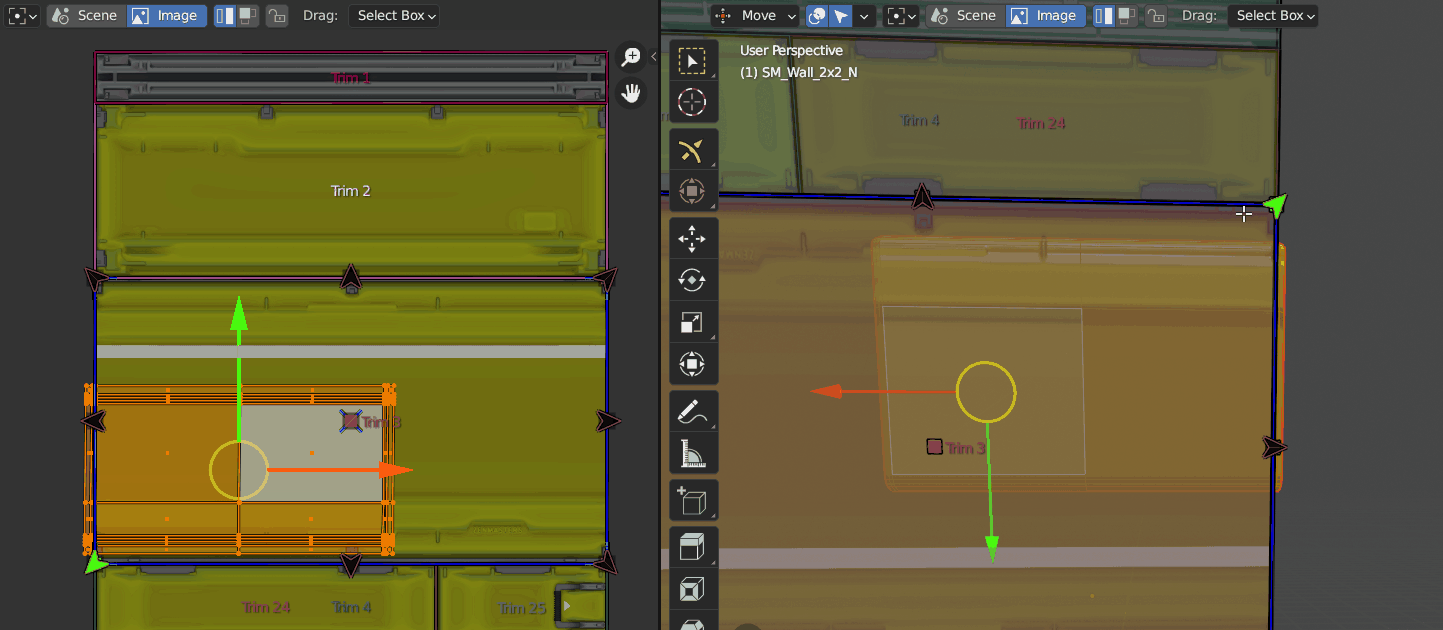 Scene Image Drag: Select Box
Move Scene Image Drag: Select Box
User Perspective
(1) SM_Wall_2x2_N
Trim 1
Trim 2
Trim 3
Trim 24 Trim 4 Trim 25
Trim 4 Trim 24
Trim 3